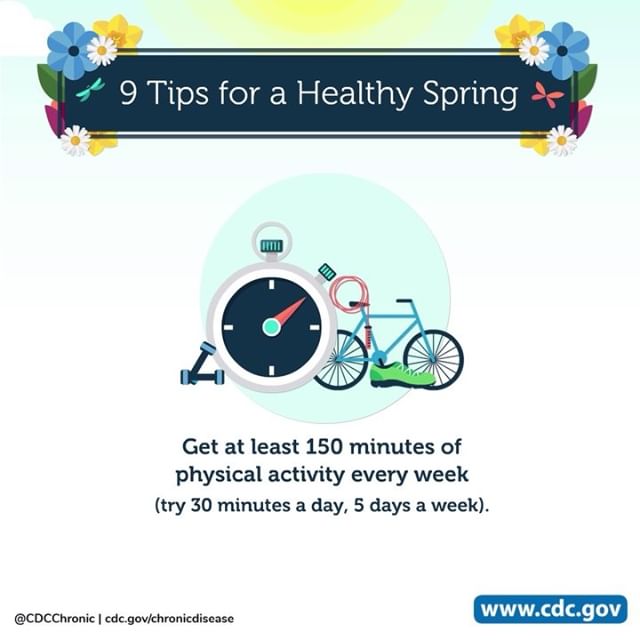 9 Tips for a Healthy Spring
Get at least 150 minutes of
physical activity every week
(try 30 minutes a day, 5 days a week).
@CDCChronic | cdc.gov/chronicdisease
www.cdc.gov